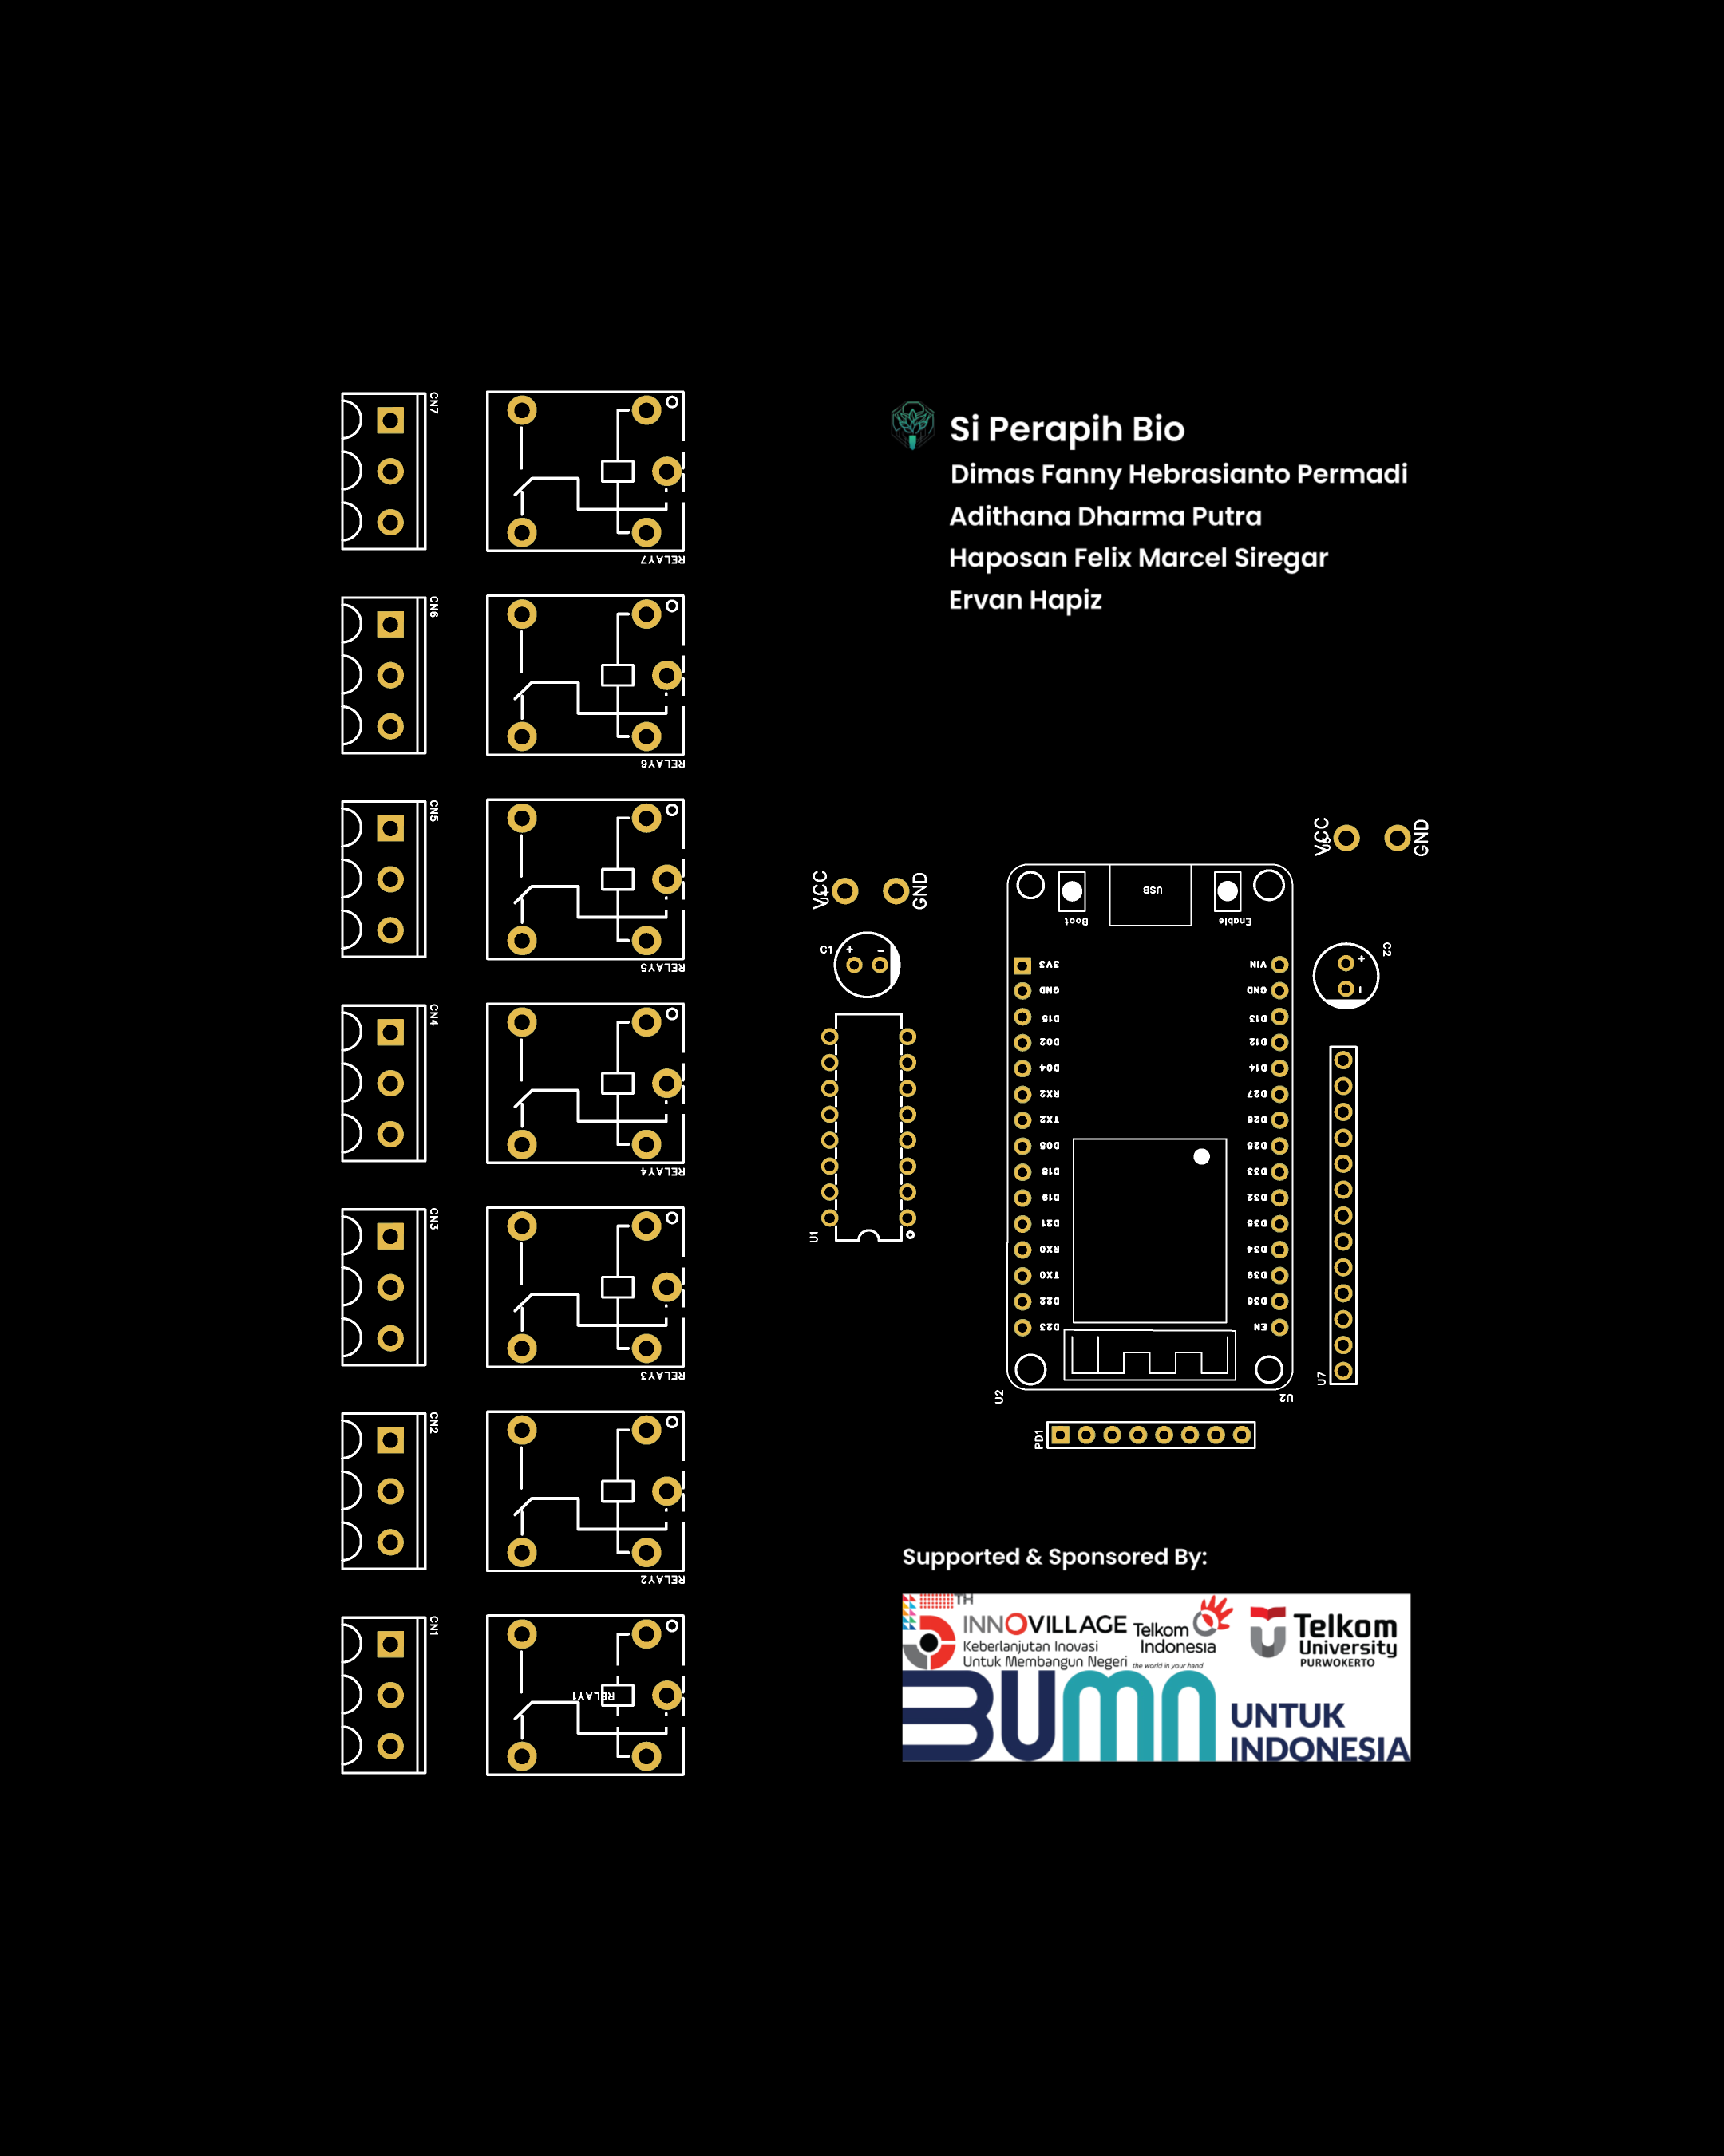 CN7
RELAY7
CN6
RELAY6
CN5
RELAY5
CN4
RELAY4
CN3
RELAY3
CN2
RELAY2
CN1
RELAY1
Si Perapih Bio
Dimas Fanny Hebrasianto Permadi
Adithana Dharma Putra
Haposan Felix Marcel Siregar
Ervan Hapiz
VCC
GND
C1
+ -
U1
VCC
U5
GND
C2
+
-
Boot
USB
Enable
3V3 VIN
GND GND
D15 D13
D02 D12
D04 D14
RX2 D27
TX2 D26
D05 D25
D18 D33
D19 D32
D21 D35
RX0 D34
TX0 D39
D22 D36
D23 EN
U2
U2
U7
PD1
Supported & Sponsored By:
TH
INNOVILLAGE
Keberlanjutan Inovasi
Untuk Membangun Negeri
Telkom
Indonesia
the world in your hand
Telkom
University
PURWOKERTO
BUMN
UNTUK
INDONESIA